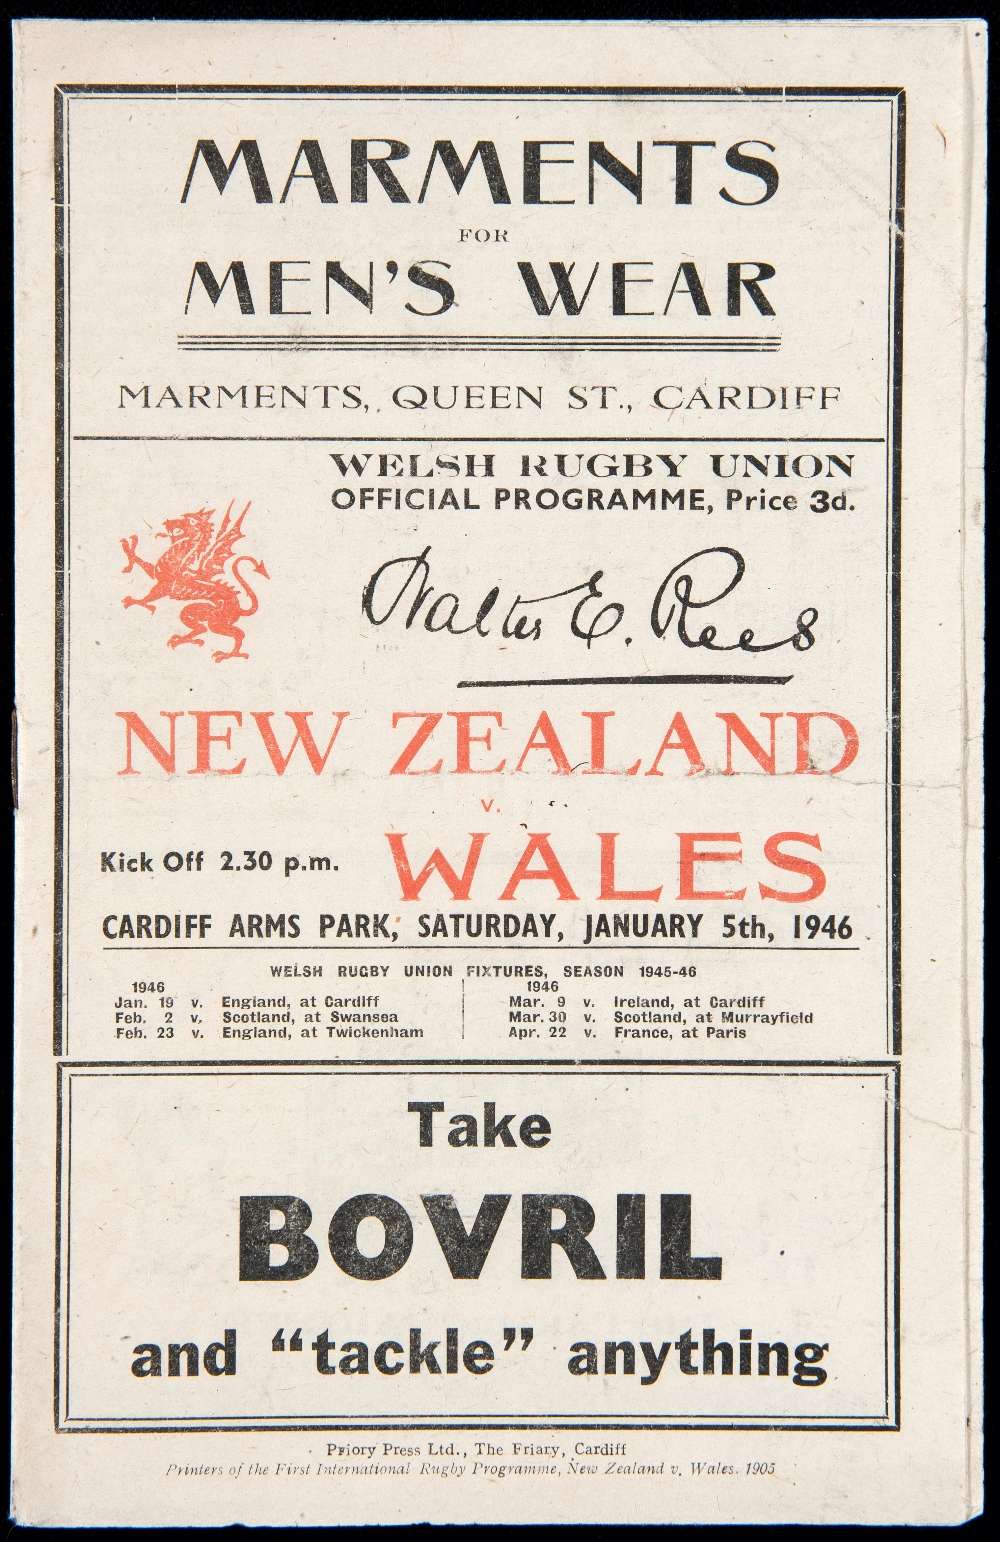 MARMENTS
FOR
MEN'S WEAR
MARMENTS, QUEEN ST., CARDIFF
WELSH RUGBY UNION
OFFICIAL PROGRAMME, Price 3d.
Walter E. Rees
NEW ZEALAND
v.
WALES
Kick Off 2.30 p.m.
CARDIFF ARMS PARK, SATURDAY, JANUARY 5th, 1946
WELSH RUGBY UNION FIXTURES, SEASON 1945-46
1946
Jan. 19 v. England, at Cardiff
Feb. 2 v. Scotland, at Swansea
Feb. 23 v. England, at Twickenham
1946
Mar. 9 v. Ireland, at Cardiff
Mar. 30 v. Scotland, at Murrayfield
Apr. 22 v. France, at Paris
Take
BOVRIL
and "tackle" anything
Priory Press Ltd., The Friary, Cardiff
Printers of the First International Rugby Programme, New Zealand v. Wales. 1905